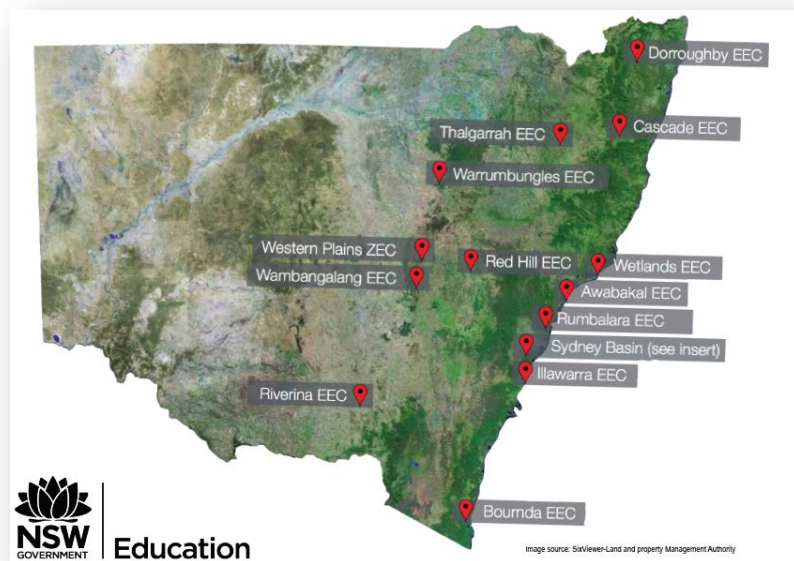 Dorroughby EEC
Thalgarrah EEC
Cascade EEC
Warrumbungles EEC
Western Plains ZEC
Red Hill EEC
Wetlands EEC
Wambangalang EEC
Awabakal EEC
Rumbalara EEC
Sydney Basin (see insert)
Illawarra EEC
Riverina EEC
Bournda EEC
NSW
GOVERNMENT
Education
Image source: SixViewer-Land and property Management Authority